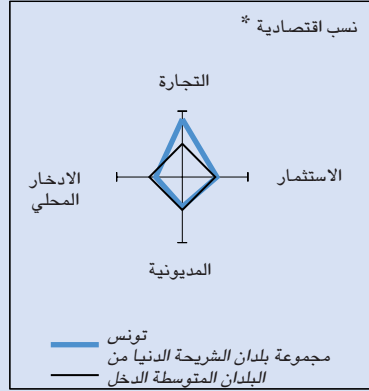 نسب اقتصادية *
التجارة
الاستثمار
الادخار
المحلي
المديونية
تونس
مجموعة بلدان الشريحة الدنيا من
البلدان المتوسطة الدخل